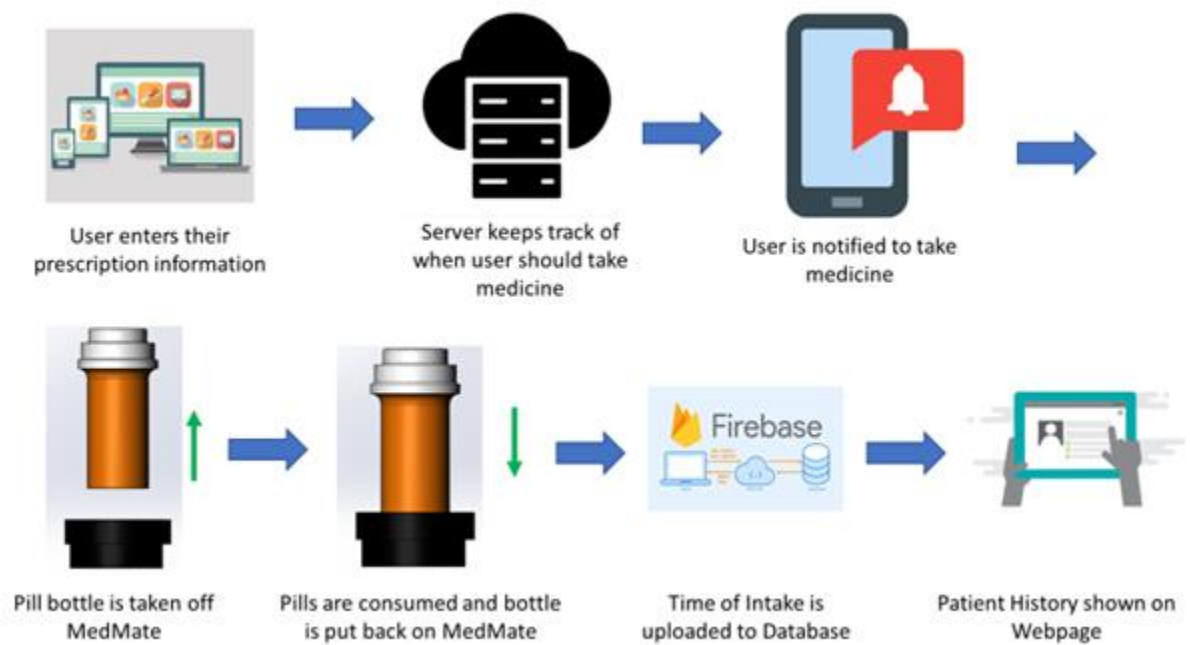 User enters their
prescription information
Server keeps track of
when user should take
medicine
User is notified to take
medicine
Pill bottle is taken off
MedMate
Pills are consumed and bottle
is put back on MedMate
Firebase
Time of Intake is
uploaded to Database
Patient History shown on
Webpage